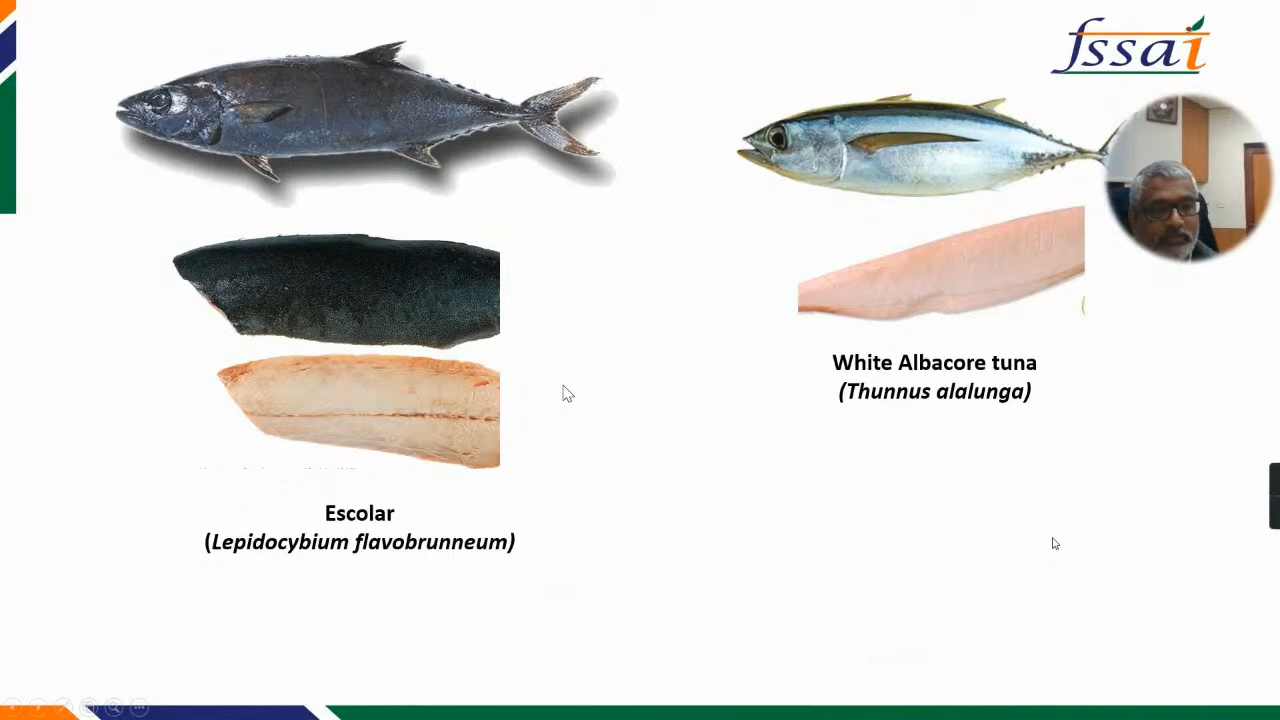 fssai
White Albacore tuna
(Thunnus alalunga)
Escolar
(Lepidocybium flavobrunneum)